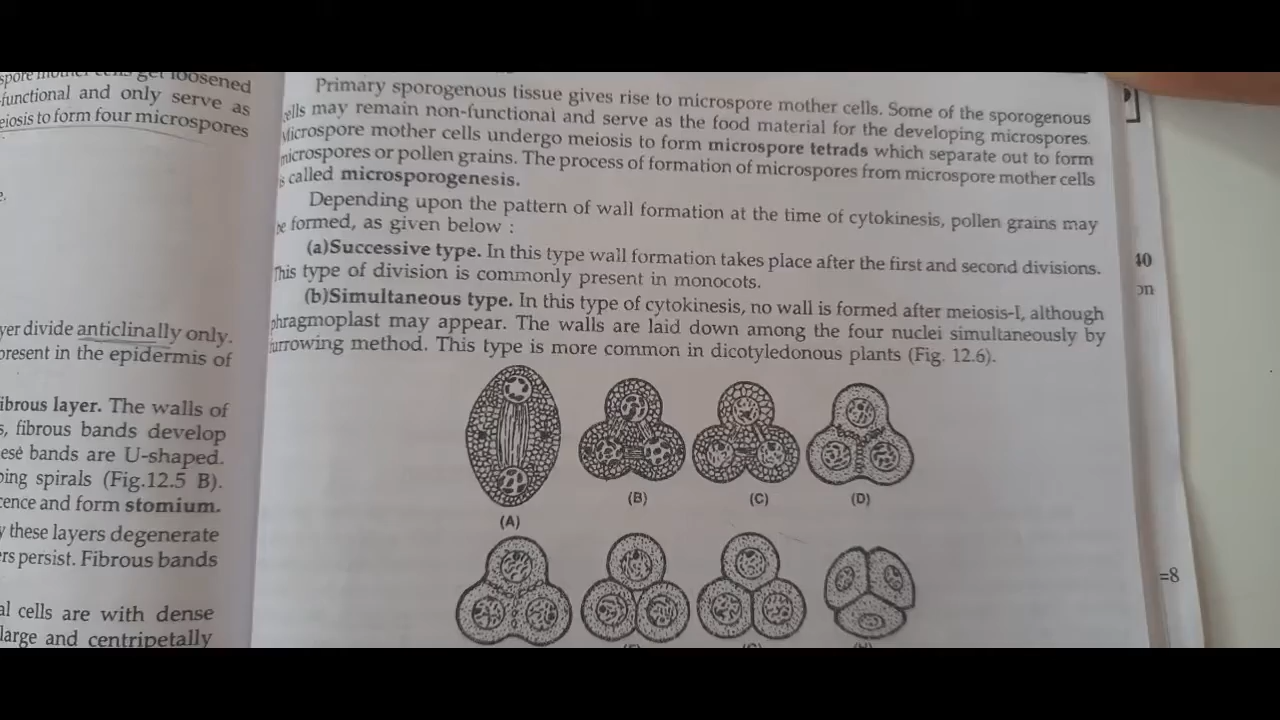 get loosened
functional and only serve as
eiosis to form four microspores
e.
yer divide anticlinally only.
present in the epidermis of
ibrous layer. The walls of
s, fibrous bands develop
ese bands are U-shaped.
ping spirals (Fig.12.5 B).
cence and form stomium.
y these layers degenerate
ers persist. Fibrous bands
al cells are with dense
large and centripetally
Primary sporogenous tissue gives rise to microspore mother cells. Some of the sporogenous
cells may remain non-functional and serve as the food material for the developing microspores.
Microspore mother cells undergo meiosis to form microspore tetrads which separate out to form
microspores or pollen grains. The process of formation of microspores from microspore mother cells
is called microsporogenesis.
Depending upon the pattern of wall formation at the time of cytokinesis, pollen grains may
be formed, as given below :
(a)Successive type. In this type wall formation takes place after the first and second divisions.
This type of division is commonly present in monocots.
(b)Simultaneous type. In this type of cytokinesis, no wall is formed after meiosis-I, although
phragmoplast may appear. The walls are laid down among the four nuclei simultaneously by
furrowing method. This type is more common in dicotyledonous plants (Fig. 12.6).
(A)
(B)
(C)
(D)
40
on
=8